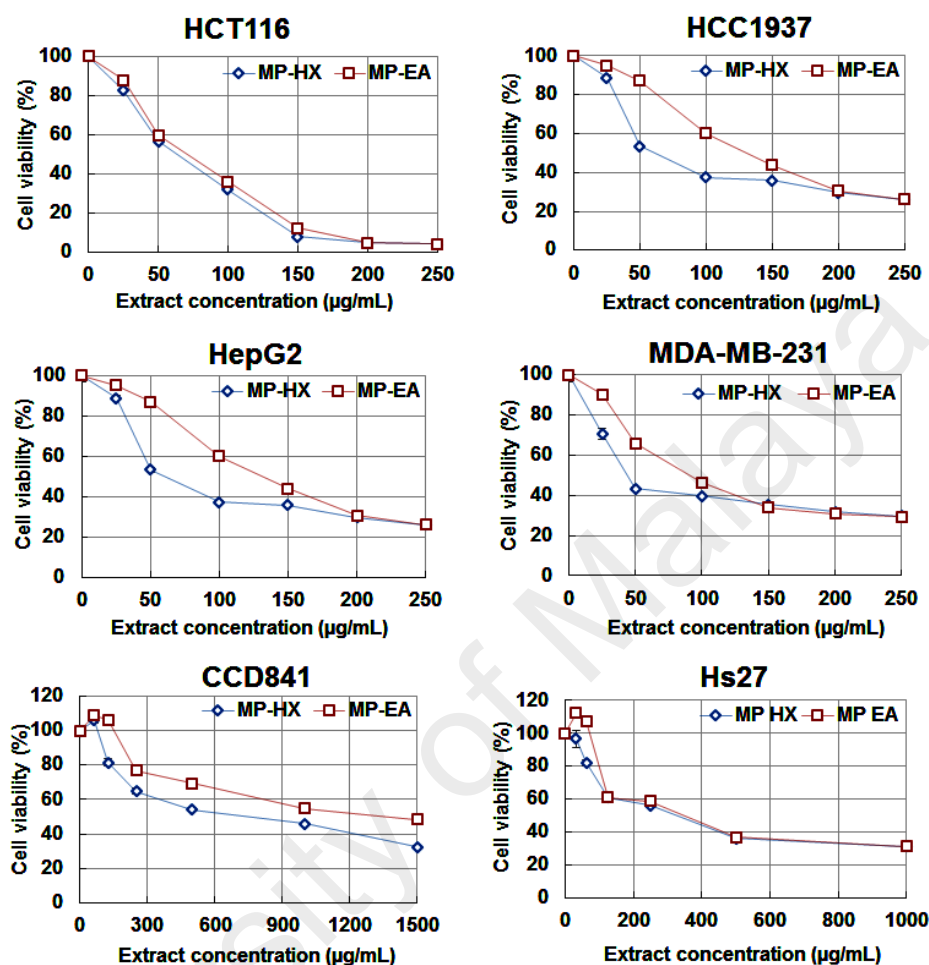 HCT116
MP-HX MP-EA
100
80
60
40
20
0
Cell viability (%)
0 50 100 150 200 250
Extract concentration (µg/mL)
HCC1937
MP-HX MP-EA
100
80
60
40
20
0
Cell viability (%)
0 50 100 150 200 250
Extract concentration (µg/mL)
HepG2
MP-HX MP-EA
100
80
60
40
20
0
Cell viability (%)
0 50 100 150 200 250
Extract concentration (µg/mL)
MDA-MB-231
MP-HX MP-EA
100
80
60
40
20
0
Cell viability (%)
0 50 100 150 200 250
Extract concentration (µg/mL)
CCD841
MP-HX MP-EA
120
100
80
60
40
20
0
Cell viability (%)
0 300 600 900 1200 1500
Extract concentration (µg/mL)
Hs27
MP HX MP EA
120
100
80
60
40
20
0
Cell viability (%)
0 200 400 600 800 1000
Extract concentration (µg/mL)
sity of Malaya